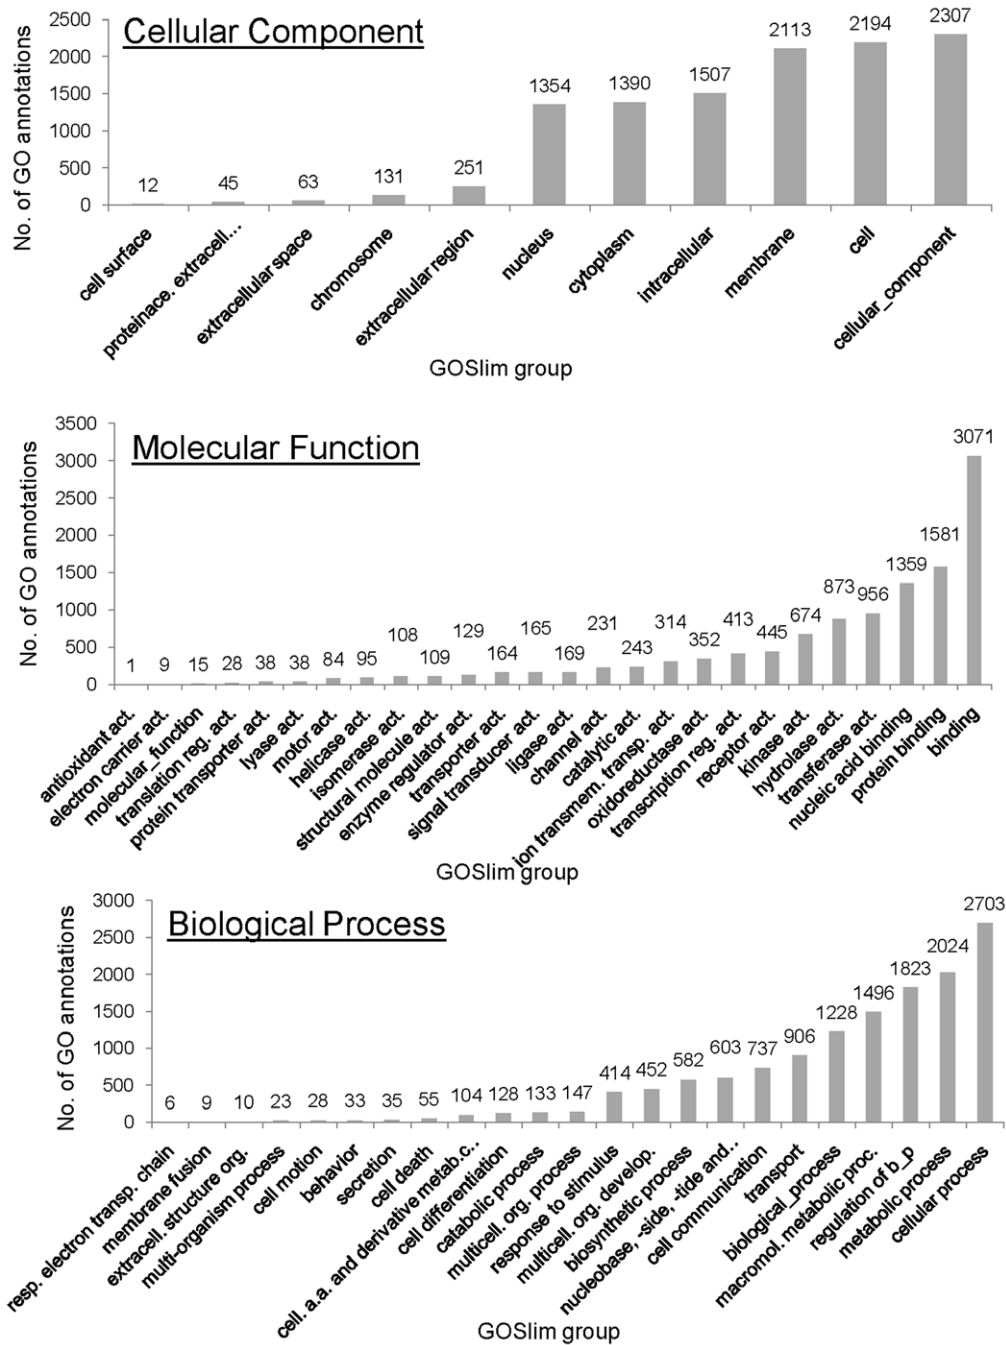 Cellular Component
No. of GO annotations
2500
2000
1500
1000
500
0
12
45
63
131
251
1354
1390
1507
2113
2194
2307
cell surface
proteinace. extracell...
extracellular space
chromosome
extracellular region
nucleus
cytoplasm
intracellular
membrane
cell
cellular_component
GOSlim group
Molecular Function
No. of GO annotations
3500
3000
2500
2000
1500
1000
500
0
1
9
15
28
38
38
84
95
108
109
129
164
165
169
231
243
314
352
413
445
674
873
956
1359
1581
3071
antioxidant act.
electron carrier act.
molecular_function
translation reg. act.
protein transporter act.
lyase act.
motor act.
helicase act.
isomerase act.
structural molecule act.
enzyme regulator act.
transporter act.
signal transducer act.
ligase act.
channel act.
catalytic act.
ion transmem. transp. act.
oxidoreductase act.
transcription reg. act.
receptor act.
kinase act.
hydrolase act.
transferase act.
nucleic acid binding
protein binding
binding
GOSlim group
Biological Process
No. of GO annotations
3000
2500
2000
1500
1000
500
0
6
9
10
23
28
33
35
55
104
128
133
147
414
452
582
603
737
906
1228
1496
1823
2024
2703
resp. electron transp. chain
membrane fusion
extracell. structure org.
multi-organism process
cell motion
behavior
secretion
cell death
cell. a.a. and derivative metab.c..
cell differentiation
catabolic process
multicell. org. process
response to stimulus
multicell. org. develop.
biosynthetic process
nucleobase, -side, -tide and..
cell communication
transport
biological_process
macromol. metabolic proc.
regulation of b_p
metabolic process
cellular process
GOSlim group